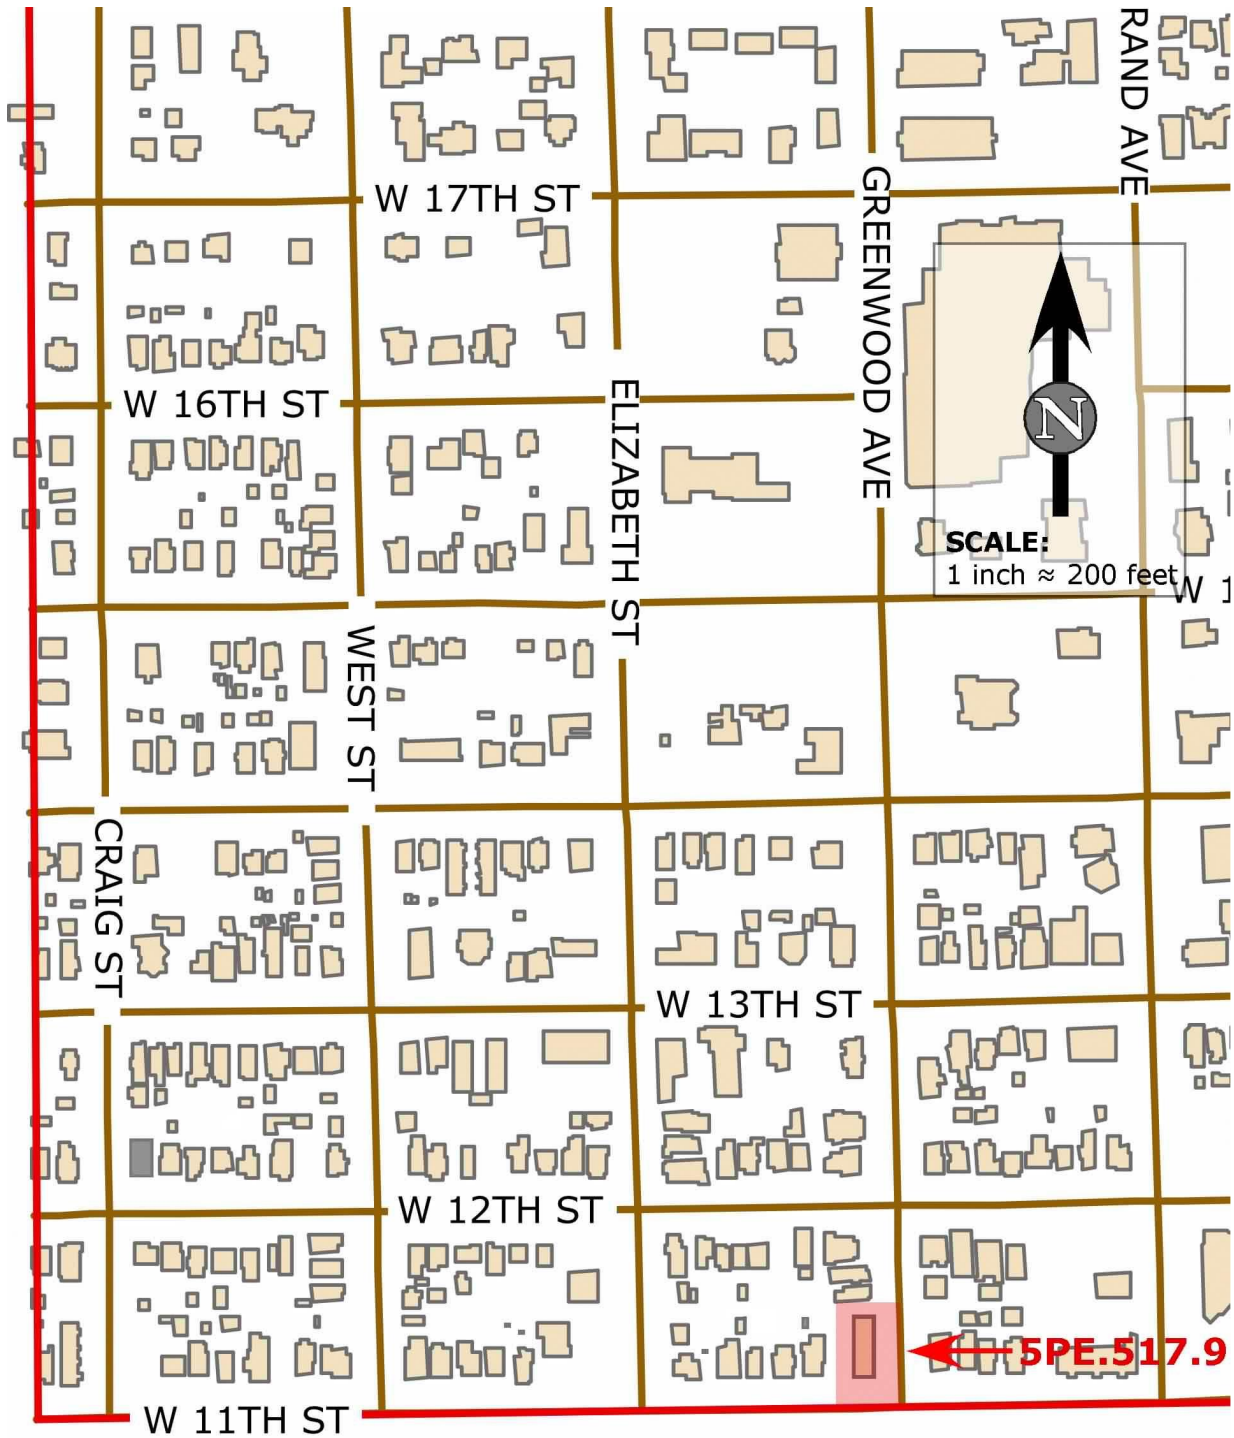 RAND AVE
W 17TH ST
GREENWOOD AVE
W 16TH ST
ELIZABETH ST
N
SCALE:
1 inch ≈ 200 feet
W 1
WEST ST
CRAIG ST
W 13TH ST
W 12TH ST
5PE.517.9
W 11TH ST